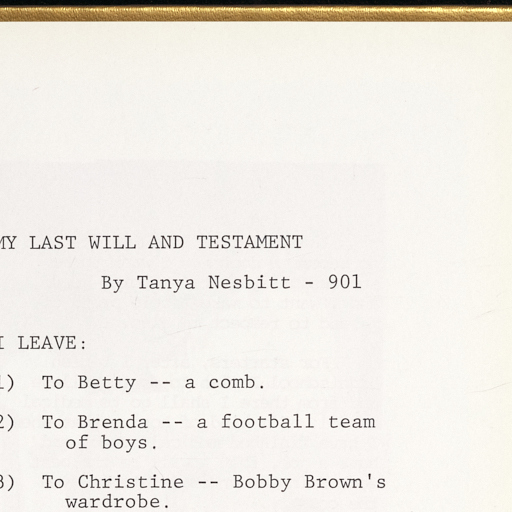 MY LAST WILL AND TESTAMENT
By Tanya Nesbitt - 901
I LEAVE:
1) To Betty -- a comb.
2) To Brenda -- a football team
of boys.
3) To Christine -- Bobby Brown's
wardrobe.